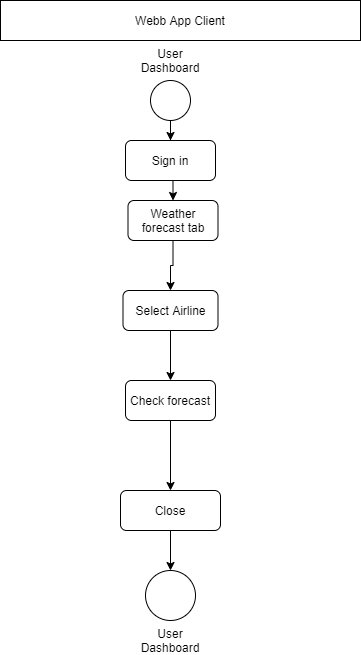 Webb App Client
User
Dashboard
Sign in
Weather
forecast tab
Select Airline
Check forecast
Close
User
Dashboard